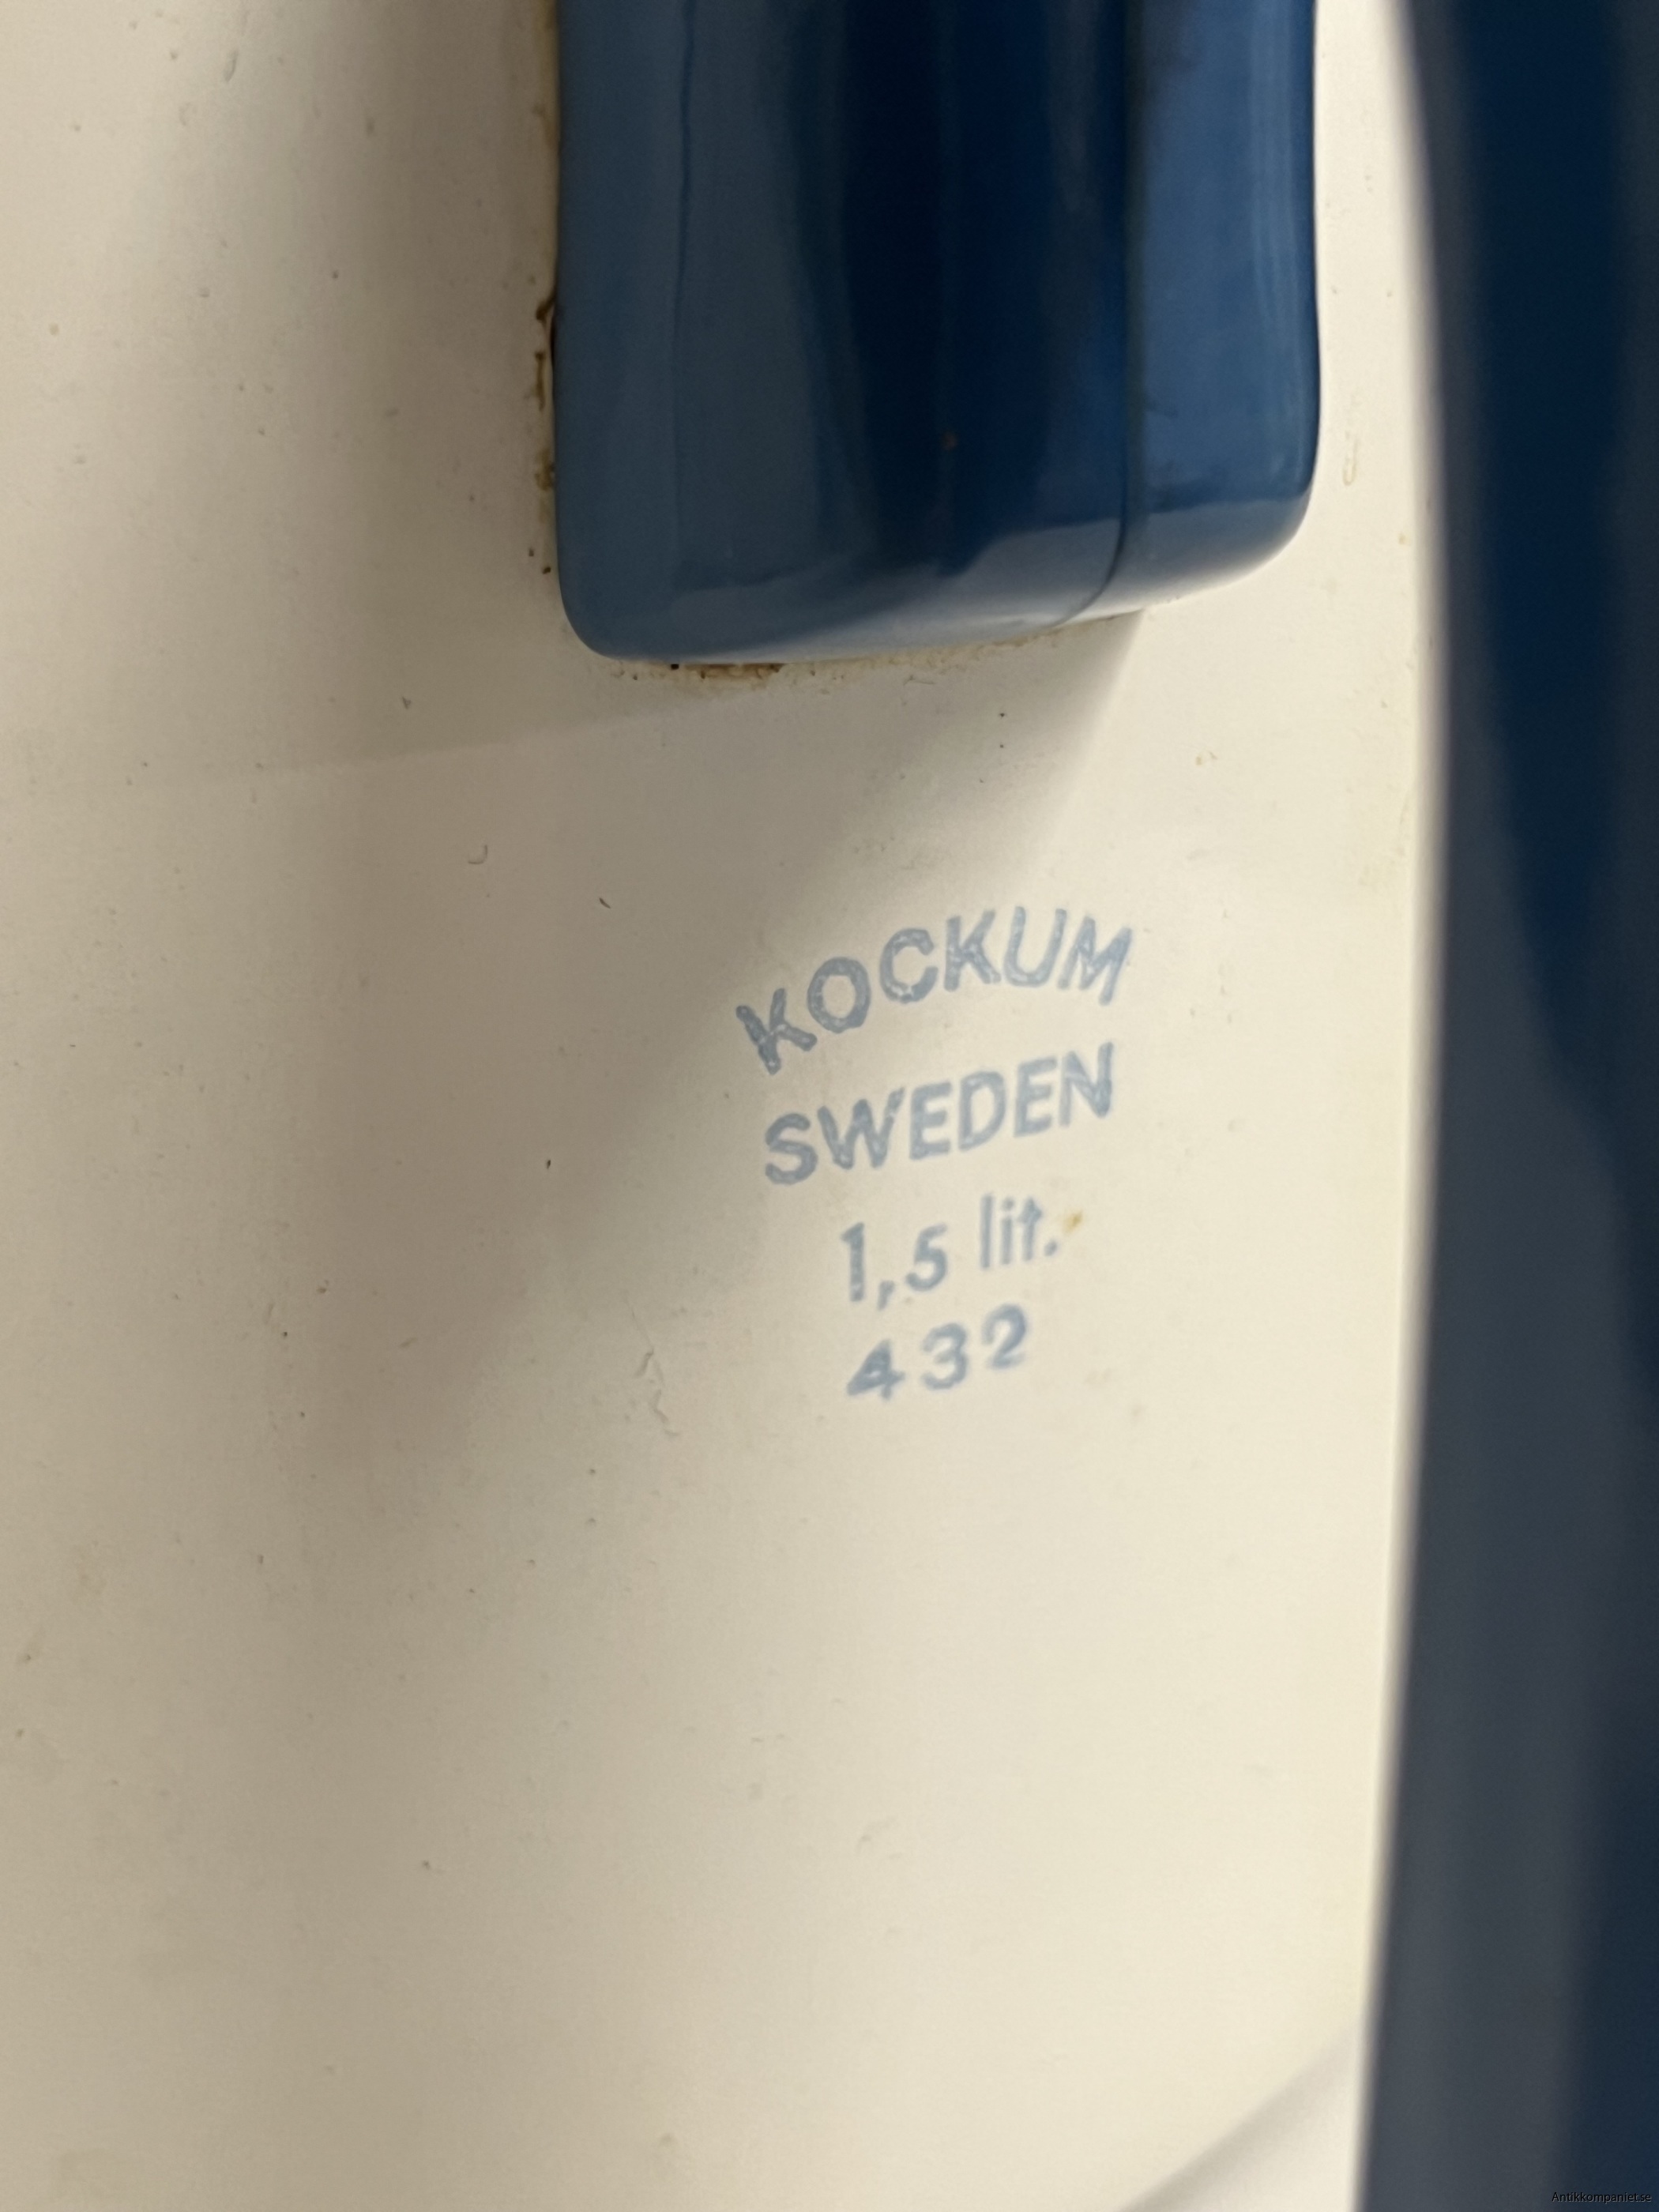 KOCKUM
SWEDEN
1,5 lit.
432
Antikkompaniet.se